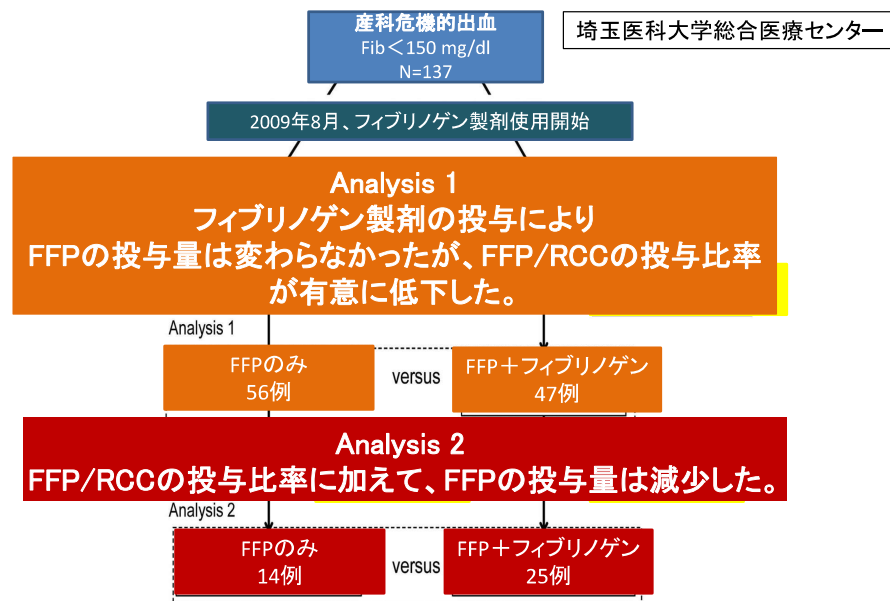 産科危機的出血
Fib＜150 mg/dl
N=137
埼玉医科大学総合医療センター
2009年8月、フィブリノゲン製剤使用開始
Analysis 1
フィブリノゲン製剤の投与により
FFPの投与量は変わらなかったが、FFP/RCCの投与比率
が有意に低下した。
Analysis 1
FFPのみ
56例
versus
FFP＋フィブリノゲン
47例
Analysis 2
FFP/RCCの投与比率に加えて、FFPの投与量は減少した。
Analysis 2
FFPのみ
14例
versus
FFP＋フィブリノゲン
25例